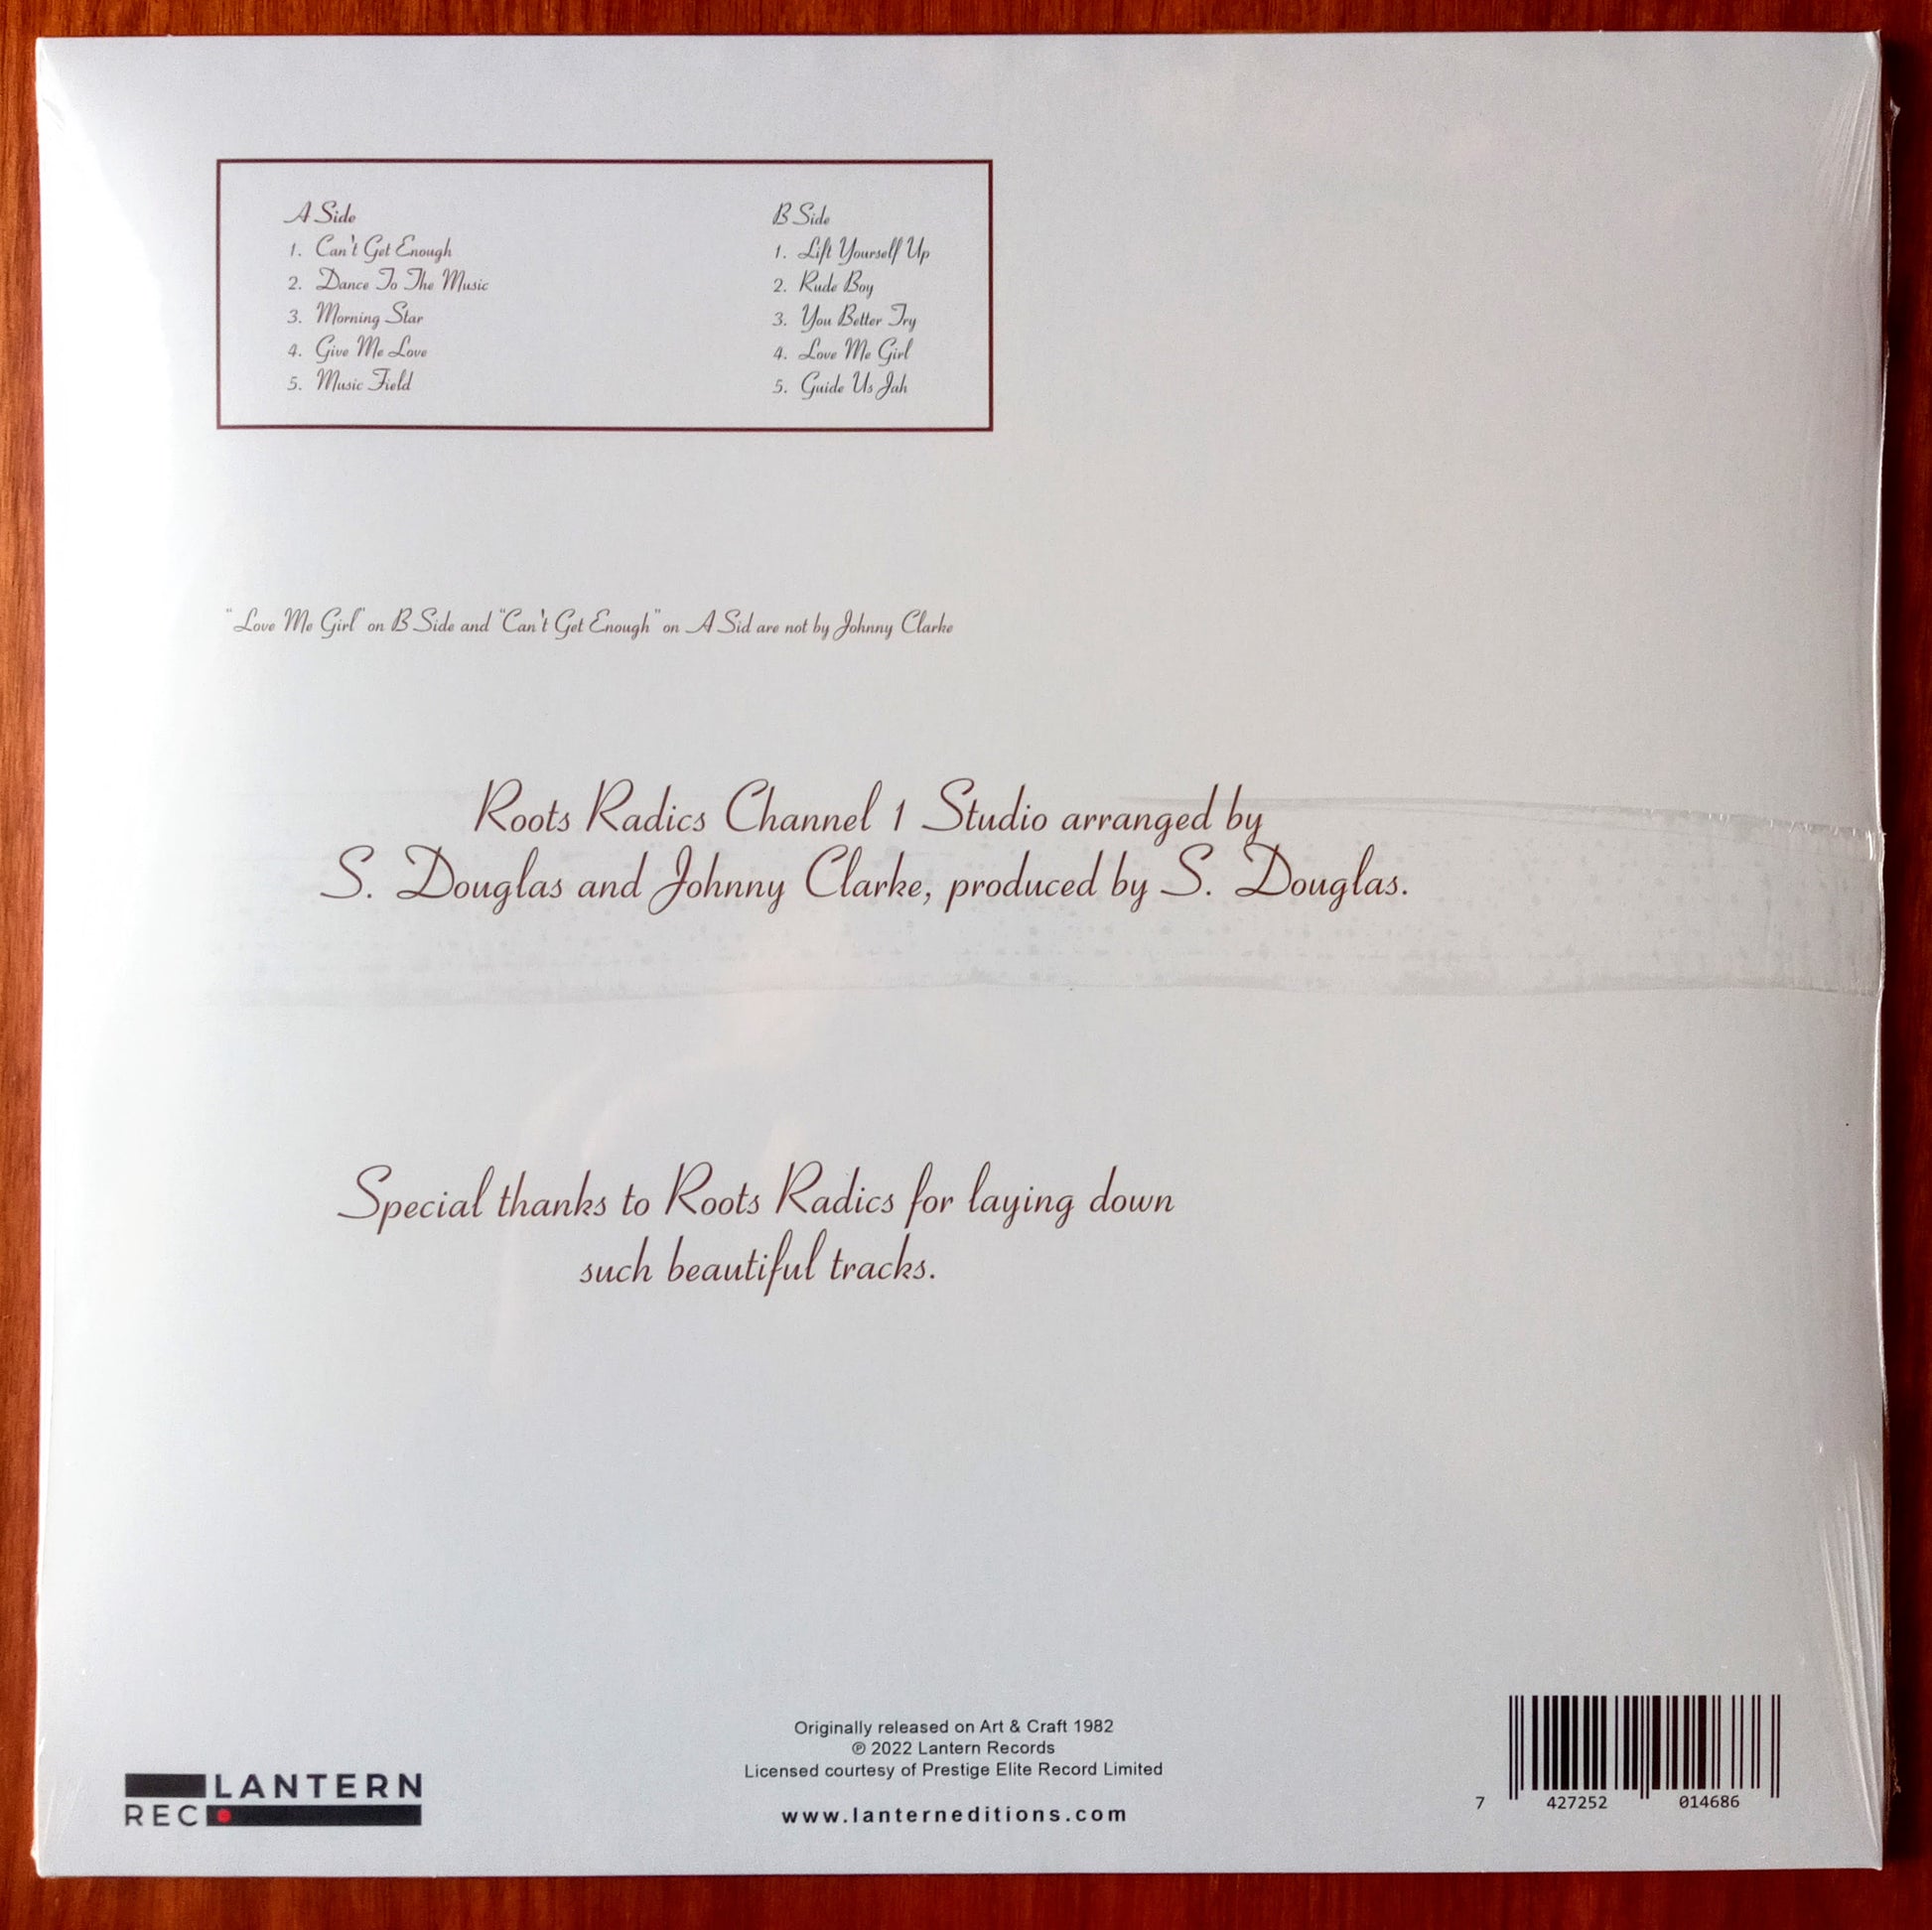 A Side
1. Can't Get Enough
2. Dance To The Music
3. Morning Star
4. Give Me Love
5. Music Field
B Side
1. Lift Yourself Up
2. Rude Boy
3. You Better Try
4. Love Me Girl
5. Guide Us Jah
"Love Me Girl" on B Side and "Can't Get Enough" on A Sid are not by Johnny Clarke
Roots Radics Channel 1 Studio arranged by
S. Douglas and Johnny Clarke, produced by S. Douglas.
Special thanks to Roots Radics for laying down
such beautiful tracks.
LANTERN
REC
Originally released on Art & Craft 1982
℗ 2022 Lantern Records
Licensed courtesy of Prestige Elite Record Limited
www.lanterneditions.com
7 427252 014686